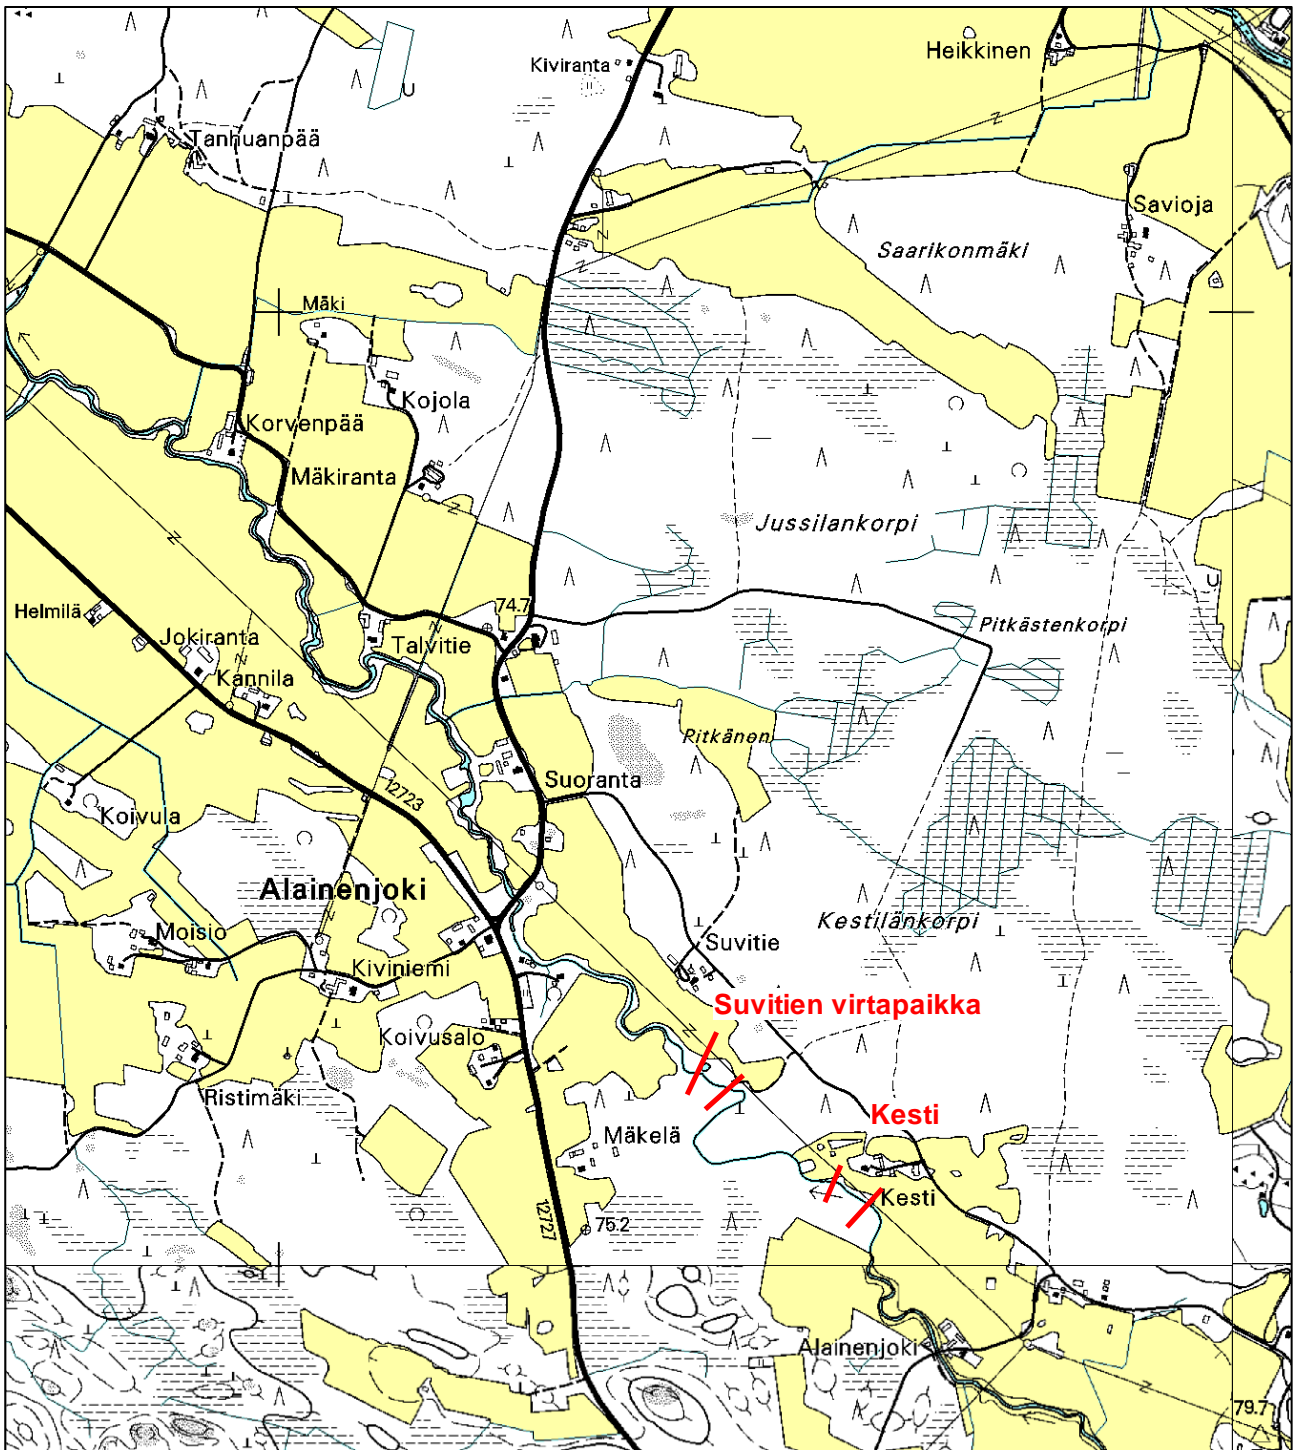 Heikkinen
Kiviranta
U
Tanhuanpää
Savioja
Saarikonmäki
Mäki
Kojola
Korvenpää
Mäkiranta
Jussilankorpi
U
74.7
Helmilä
Jokiranta
Talvitie
Pitkästenkorpi
Kannila
Pitkänen
Suoranta
12723
Koivula
Alainenjoki
Kestilänkorpi
Moisio
Suvitie
Kiviniemi
Suvitien virtapaikka
Koivusalo
Ristimäki
Kesti
Mäkelä
Kesti
12727
75.2
Alainenjoki
79.7